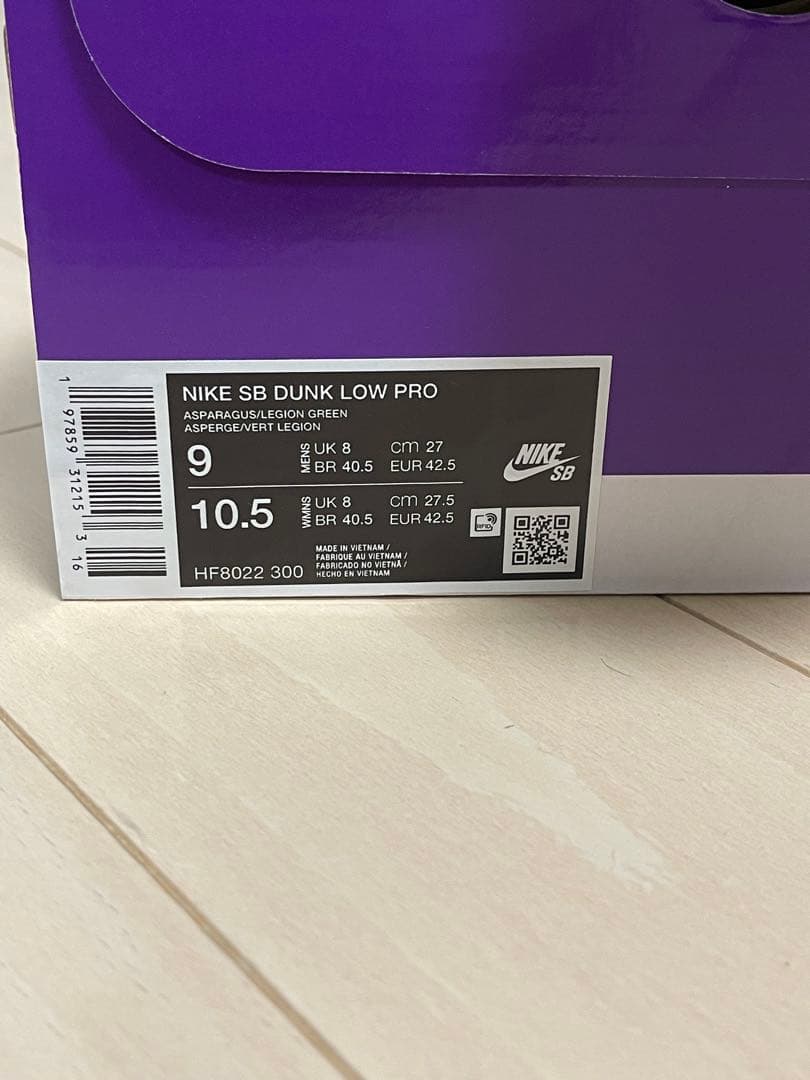 NIKE SB DUNK LOW PRO
ASPARAGUS/LEGION GREEN
ASPERGE/VERT LEGION
9 MENS UK 8 cm 27
BR 40.5 EUR 42.5
10.5 WMNS UK 8 cm 27.5
BR 40.5 EUR 42.5
HF8022 300
MADE IN VIETNAM /
FABRIQUE AU VIETNAM /
FABRICADO NO VIETNÃ /
HECHO EN VIETNAM
NIKE
SB
RFID
1 97859 31215 3 16